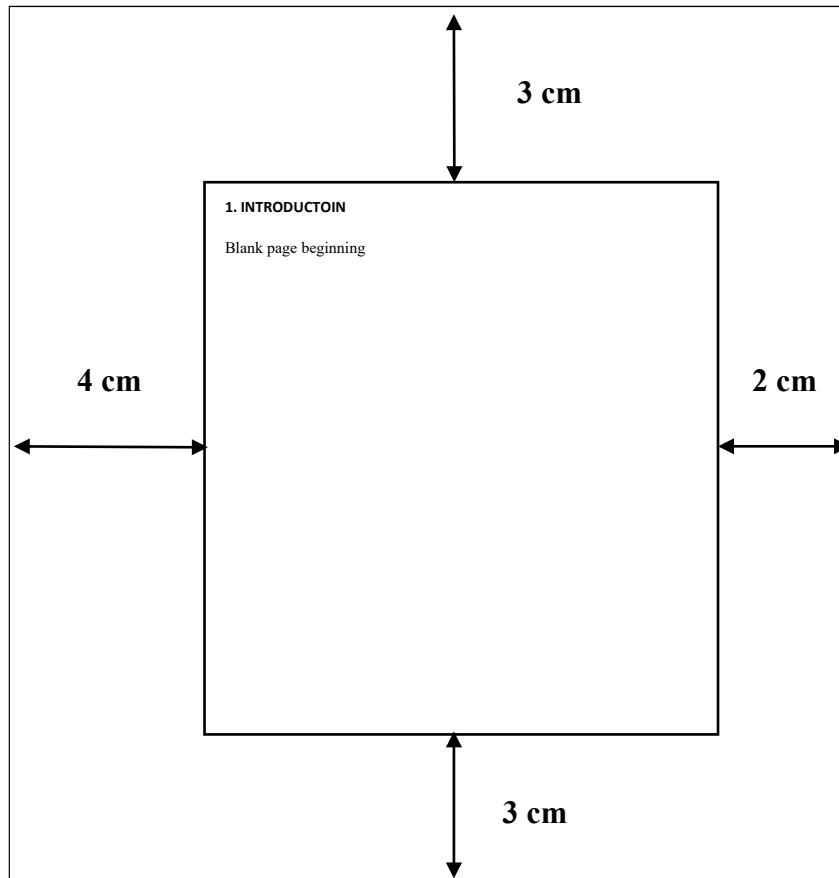 3 cm
1. INTRODUCTOIN
Blank page beginning
4 cm
2 cm
3 cm